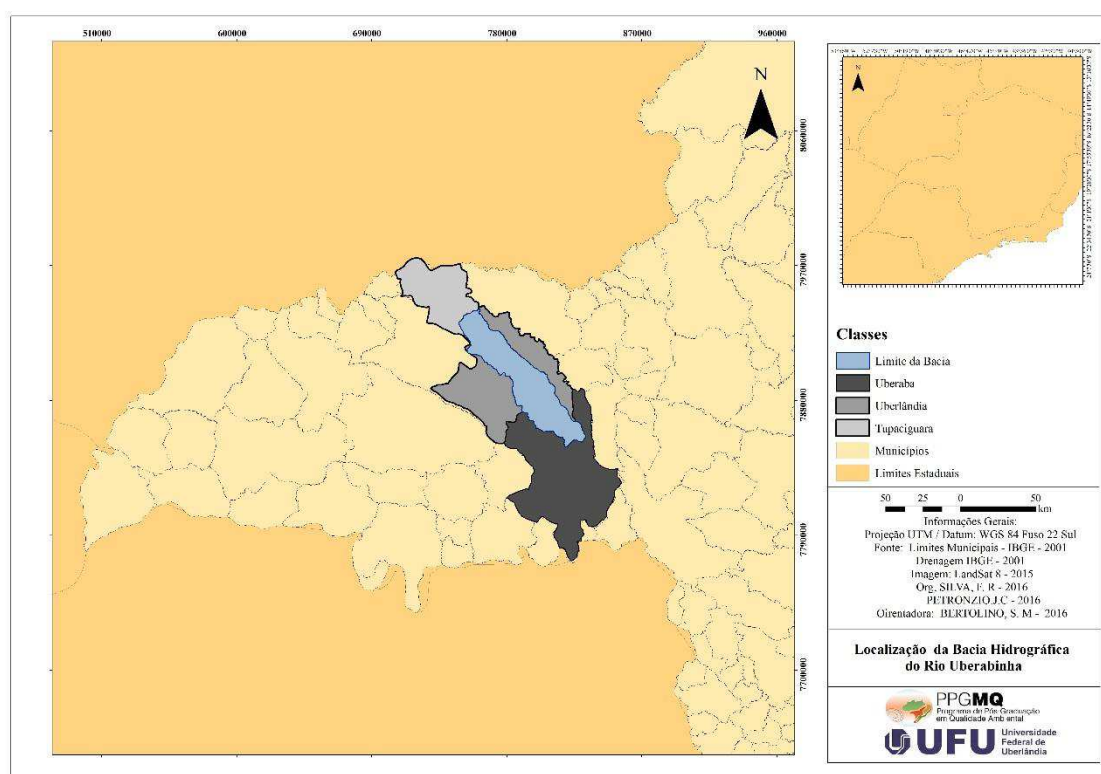 510000 600000 690000 780000 870000 960000
N
N
8060000
7970000
7880000
7790000
7700000
Classes
Limite da Bacia
Uberaba
Uberlândia
Tupaciguara
Municípios
Limites Estaduais
50 25 0 50
km
Informações Gerais:
Projeção UTM / Datum: WGS 84 Fuso 22 Sul
Fonte: Limites Municipais - IBGE - 2001
Drenagem IBGE - 2001
Imagem: LandSat 8 - 2015
Org. SILVA, F. R - 2016
PETRONZIO.J.C - 2016
Oirentadora: BERTOLINO, S. M - 2016
Localização da Bacia Hidrográfica
do Rio Uberabinha
PPGMQ
Programa de Pós-Graduação
em Qualidade Ambiental
UFU Universidade
Federal de
Uberlândia